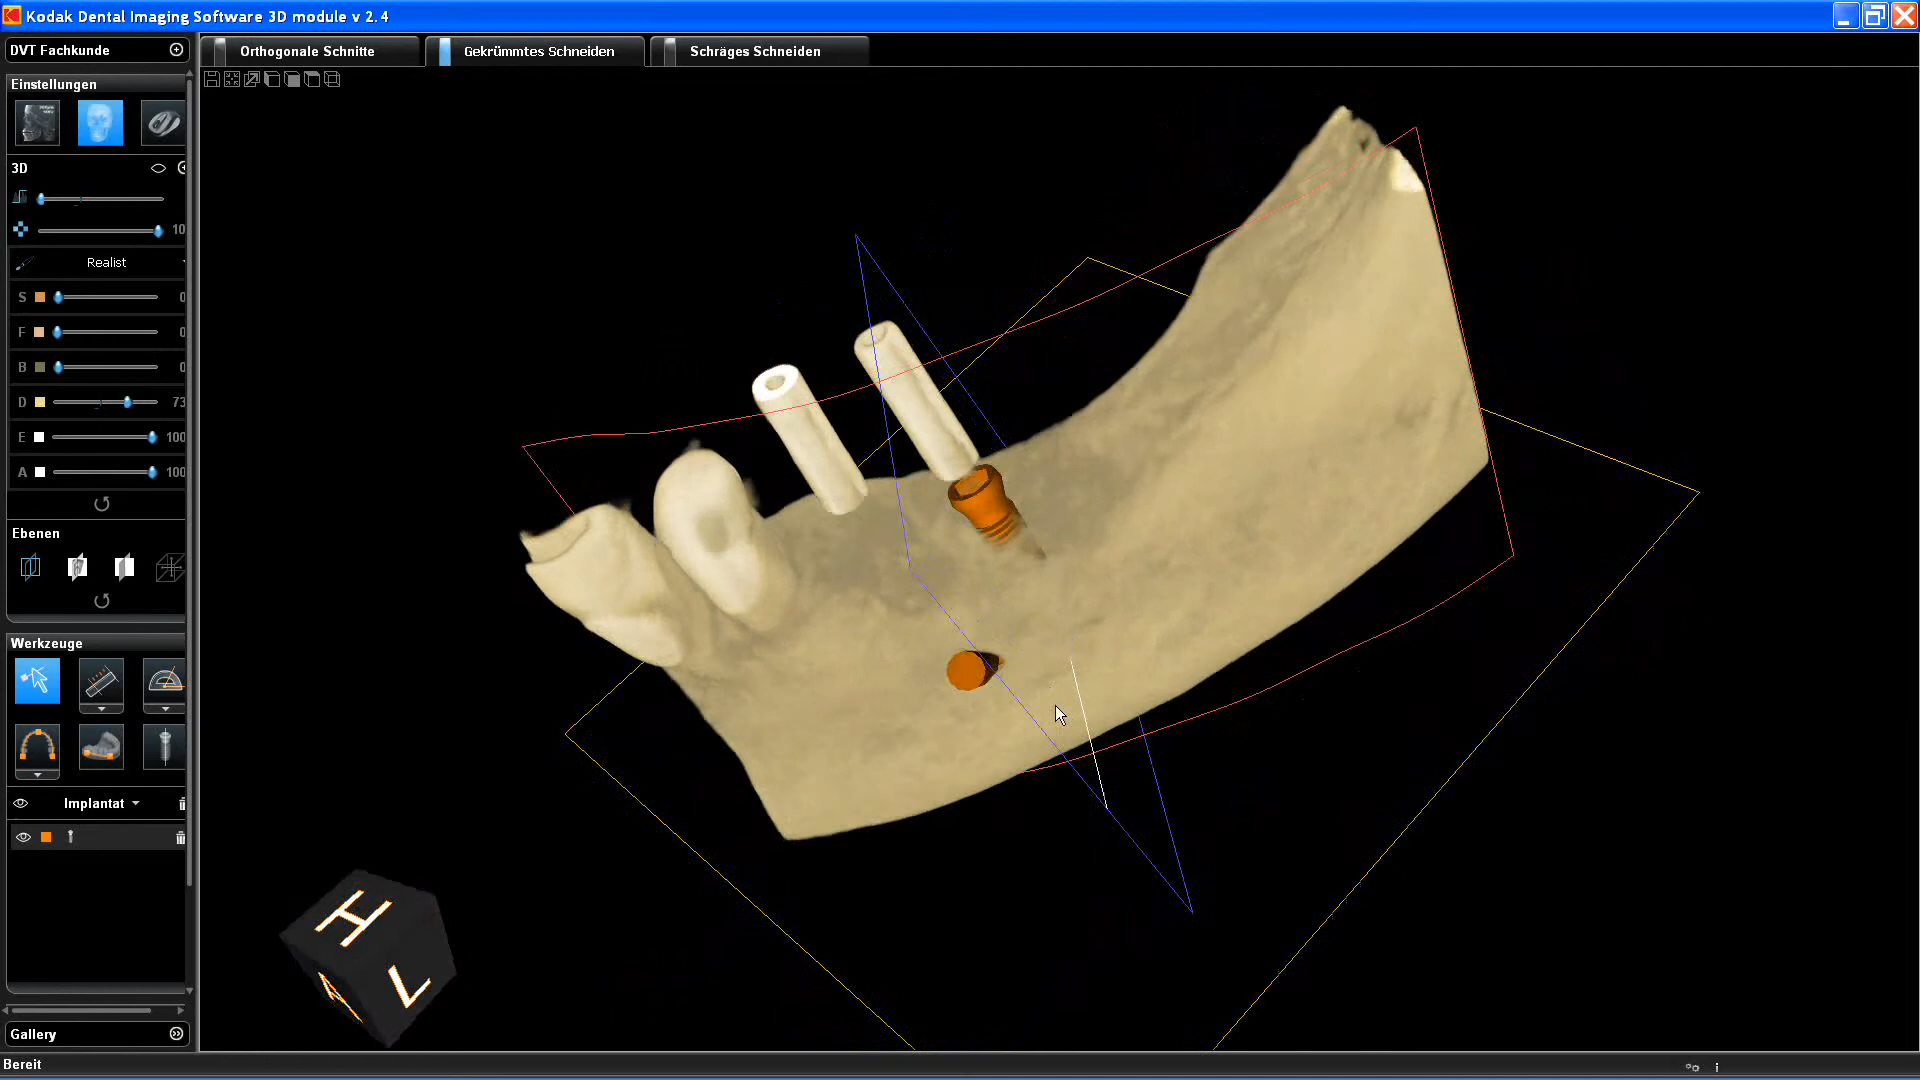 Kodak Dental Imaging Software 3D module v 2.4
DVT Fachkunde
Orthogonale Schnitte
Gekrümmtes Schneiden
Schräges Schneiden
Einstellungen
3D
10
Realist
S 0
F 0
B 0
D 73
E 100
A 100
Ebenen
Werkzeuge
Implantat
H
A
L
Gallery
Bereit